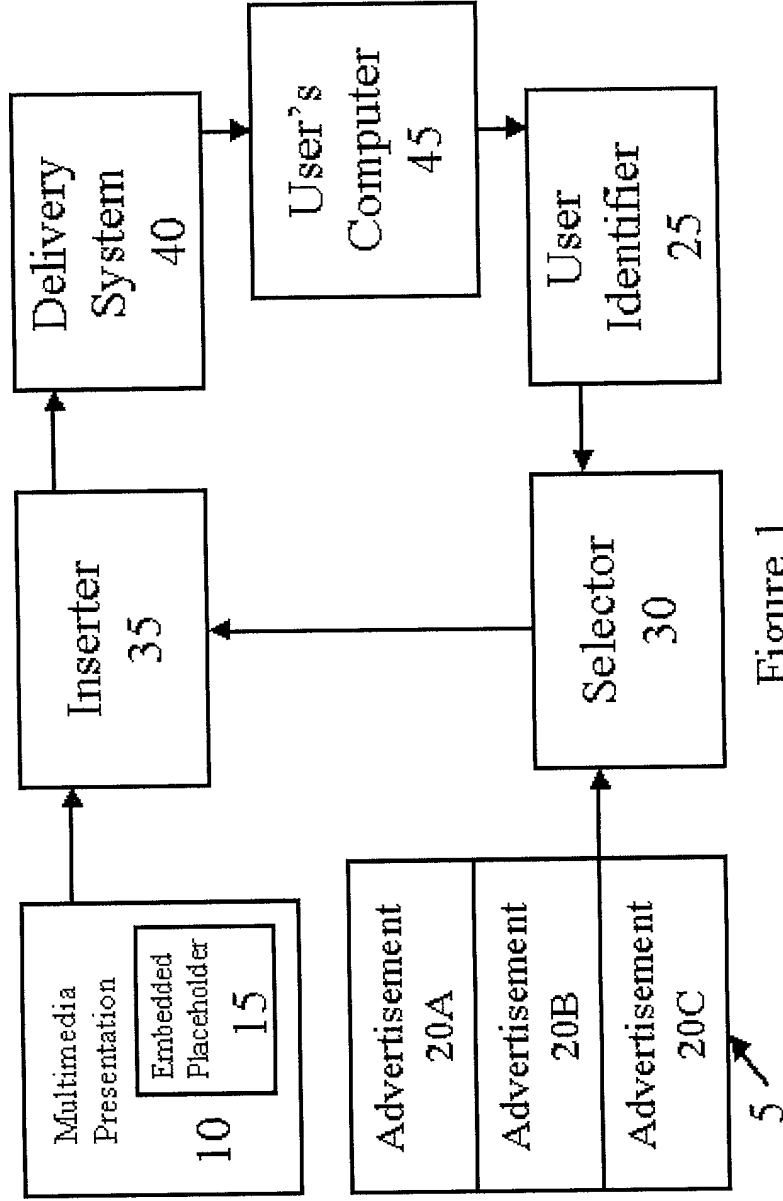 Multimedia
Presentation
Embedded
Placeholder
15
10
Inserter
35
Delivery
System
40
User's
Computer
45
Advertisement
20A
Advertisement
20B
Advertisement
20C
5
Selector
30
User
Identifier
25
Figure 1